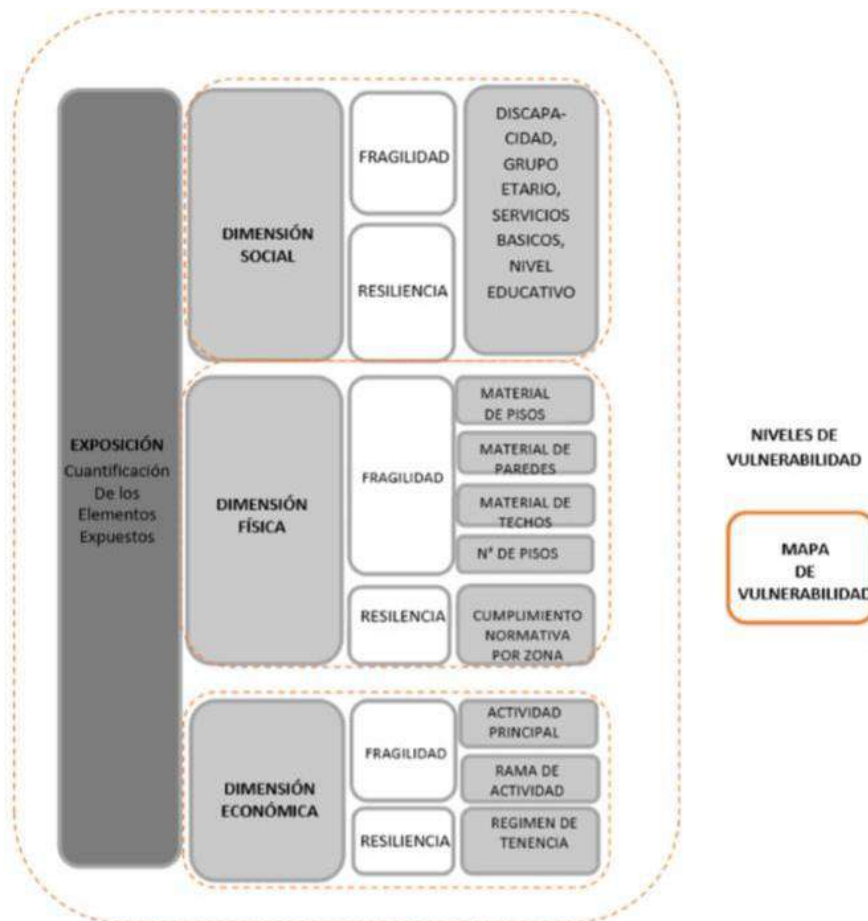 EXPOSICIÓN
Cuantificación
De los
Elementos
Expuestos
DIMENSIÓN
SOCIAL
FRAGILIDAD
RESILIENCIA
DISCAPA-
CIDAD,
GRUPO
ETARIO,
SERVICIOS
BASICOS,
NIVEL
EDUCATIVO
DIMENSIÓN
FÍSICA
FRAGILIDAD
MATERIAL
DE PISOS
MATERIAL DE
PAREDES
MATERIAL DE
TECHOS
N° DE PISOS
RESILENCIA
CUMPLIMIENTO
NORMATIVA
POR ZONA
DIMENSIÓN
ECONÓMICA
FRAGILIDAD
ACTIVIDAD
PRINCIPAL
RAMA DE
ACTIVIDAD
RESILIENCIA
REGIMEN DE
TENENCIA
NIVELES DE
VULNERABILIDAD
MAPA
DE
VULNERABILIDAD